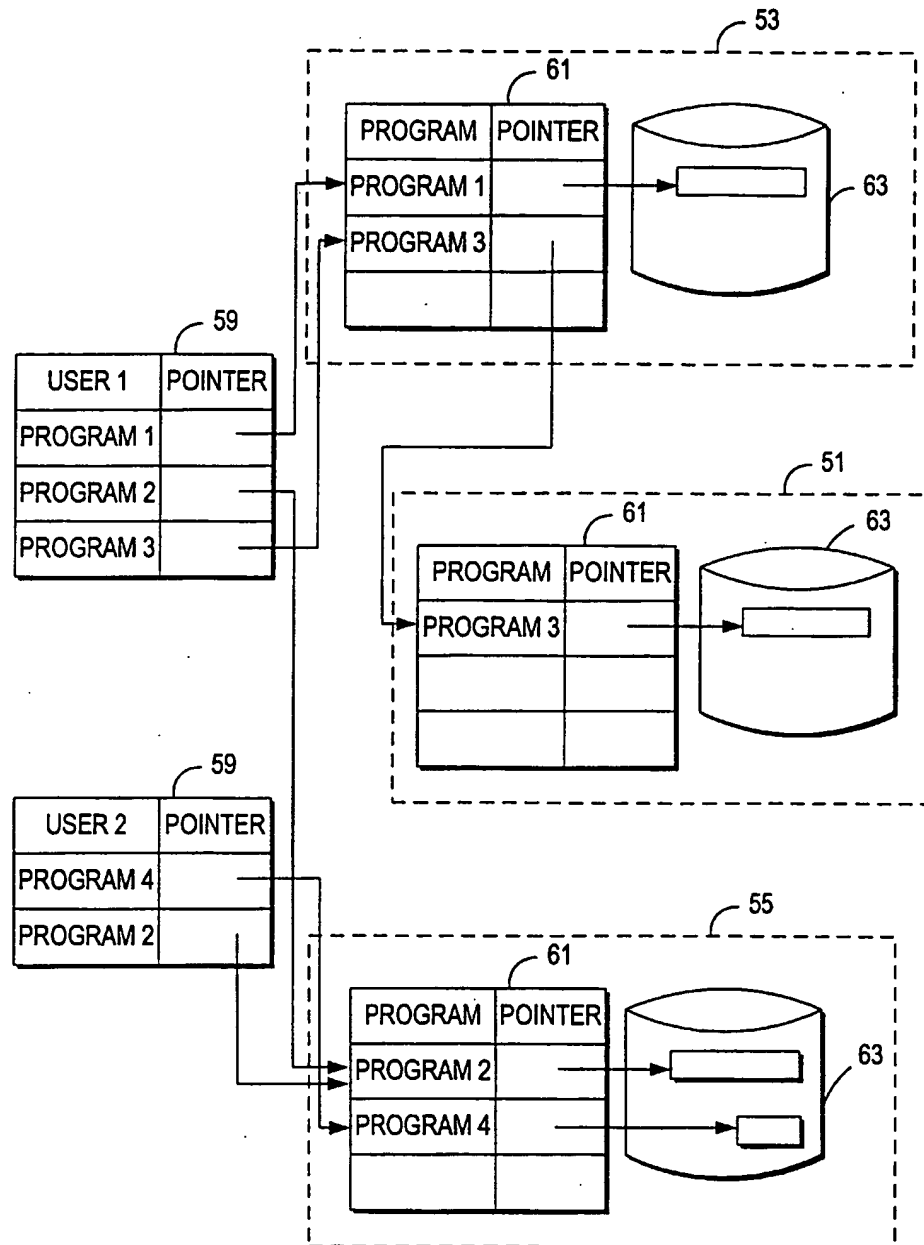 53
61
PROGRAM POINTER
PROGRAM 1
63
PROGRAM 3
59
USER 1 POINTER
PROGRAM 1
PROGRAM 2
PROGRAM 3
51
61
63
PROGRAM POINTER
PROGRAM 3
59
USER 2 POINTER
PROGRAM 4
PROGRAM 2
55
61
PROGRAM POINTER
PROGRAM 2
63
PROGRAM 4